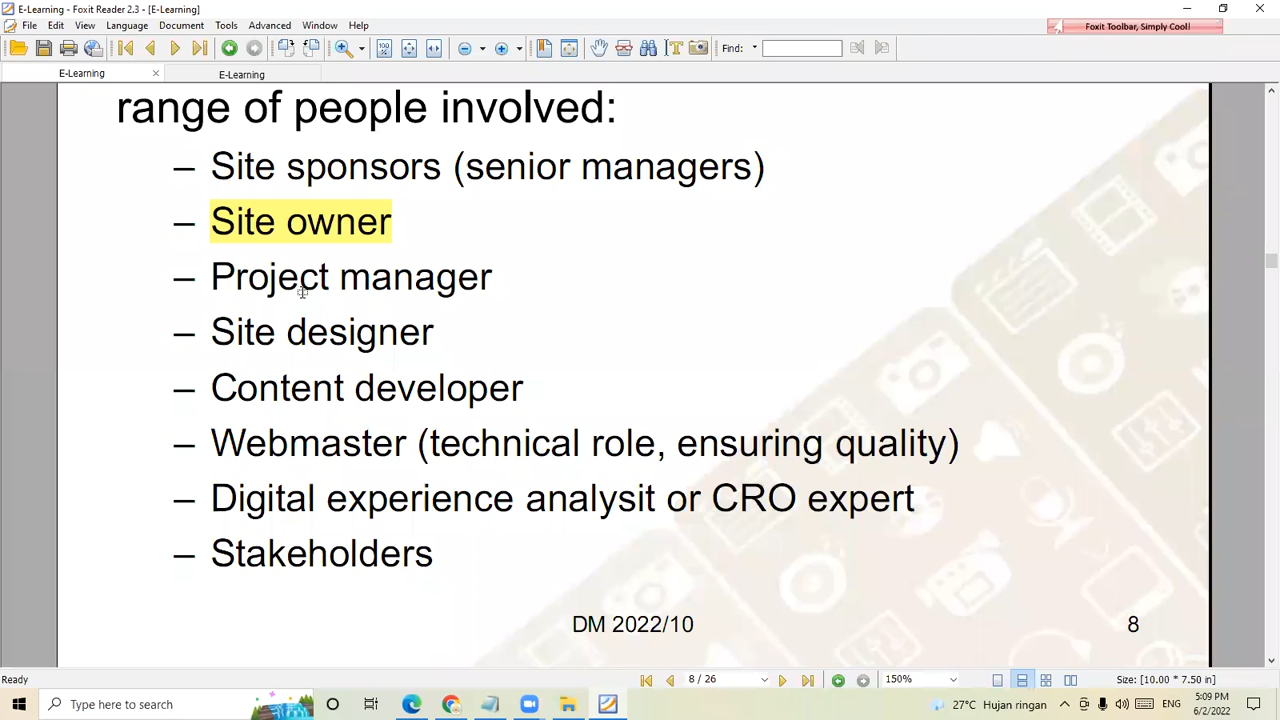 E-Learning - Foxit Reader 2.3 - [E-Learning]
File Edit View Language Document Tools Advanced Window Help
Foxit Toolbar, Simply Cool!
Find:
E-Learning
E-Learning
range of people involved:
– Site sponsors (senior managers)
– Site owner
– Project manager
– Site designer
– Content developer
– Webmaster (technical role, ensuring quality)
– Digital experience analysit or CRO expert
– Stakeholders
DM 2022/10
8
Ready
8 / 26
150%
Size: [10.00 * 7.50 in]
Type here to search
27°C Hujan ringan
ENG
5:09 PM
6/2/2022